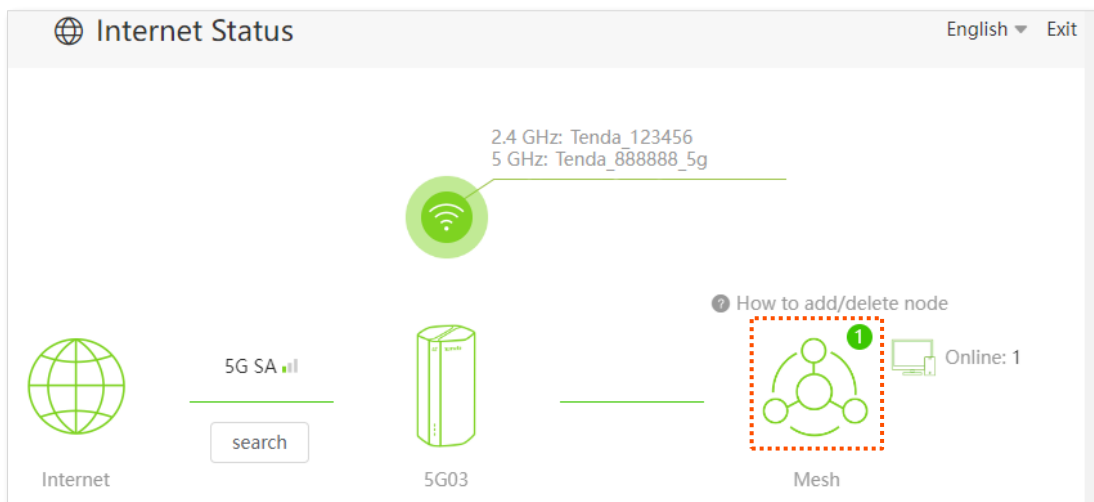 Internet Status
English
Exit
2.4 GHz: Tenda_123456
5 GHz: Tenda_888888_5g
How to add/delete node
1
5G SA
Online: 1
search
Internet
5G03
Mesh